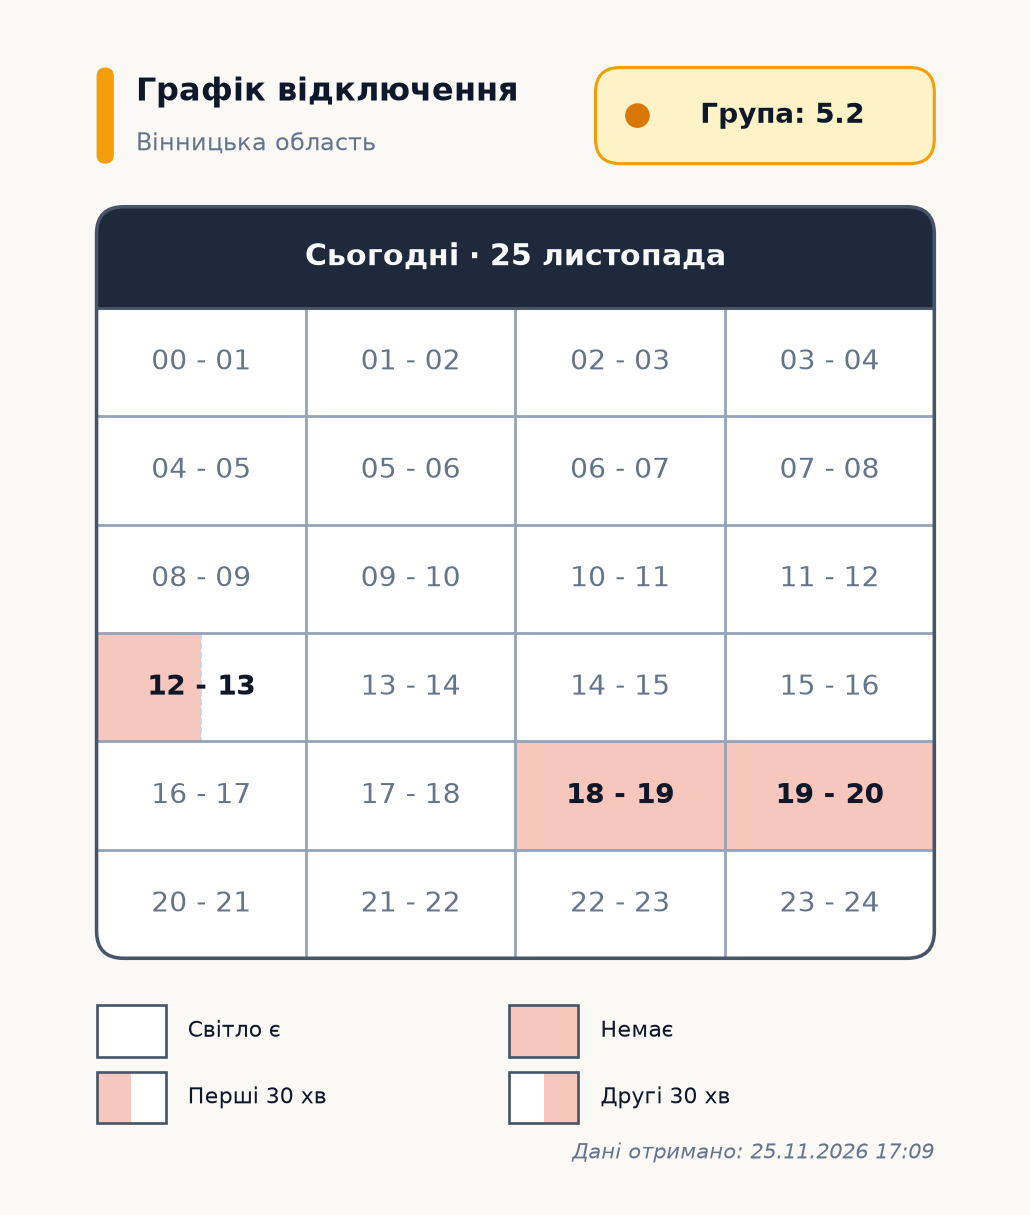 Графік відключення
Вінницька область
Група: 5.2
Сьогодні · 25 листопада
00 - 01 01 - 02 02 - 03 03 - 04
04 - 05 05 - 06 06 - 07 07 - 08
08 - 09 09 - 10 10 - 11 11 - 12
12 - 13 13 - 14 14 - 15 15 - 16
16 - 17 17 - 18 18 - 19 19 - 20
20 - 21 21 - 22 22 - 23 23 - 24
Світло є Немає
Перші 30 хв Другі 30 хв
Дані отримано: 25.11.2026 17:09